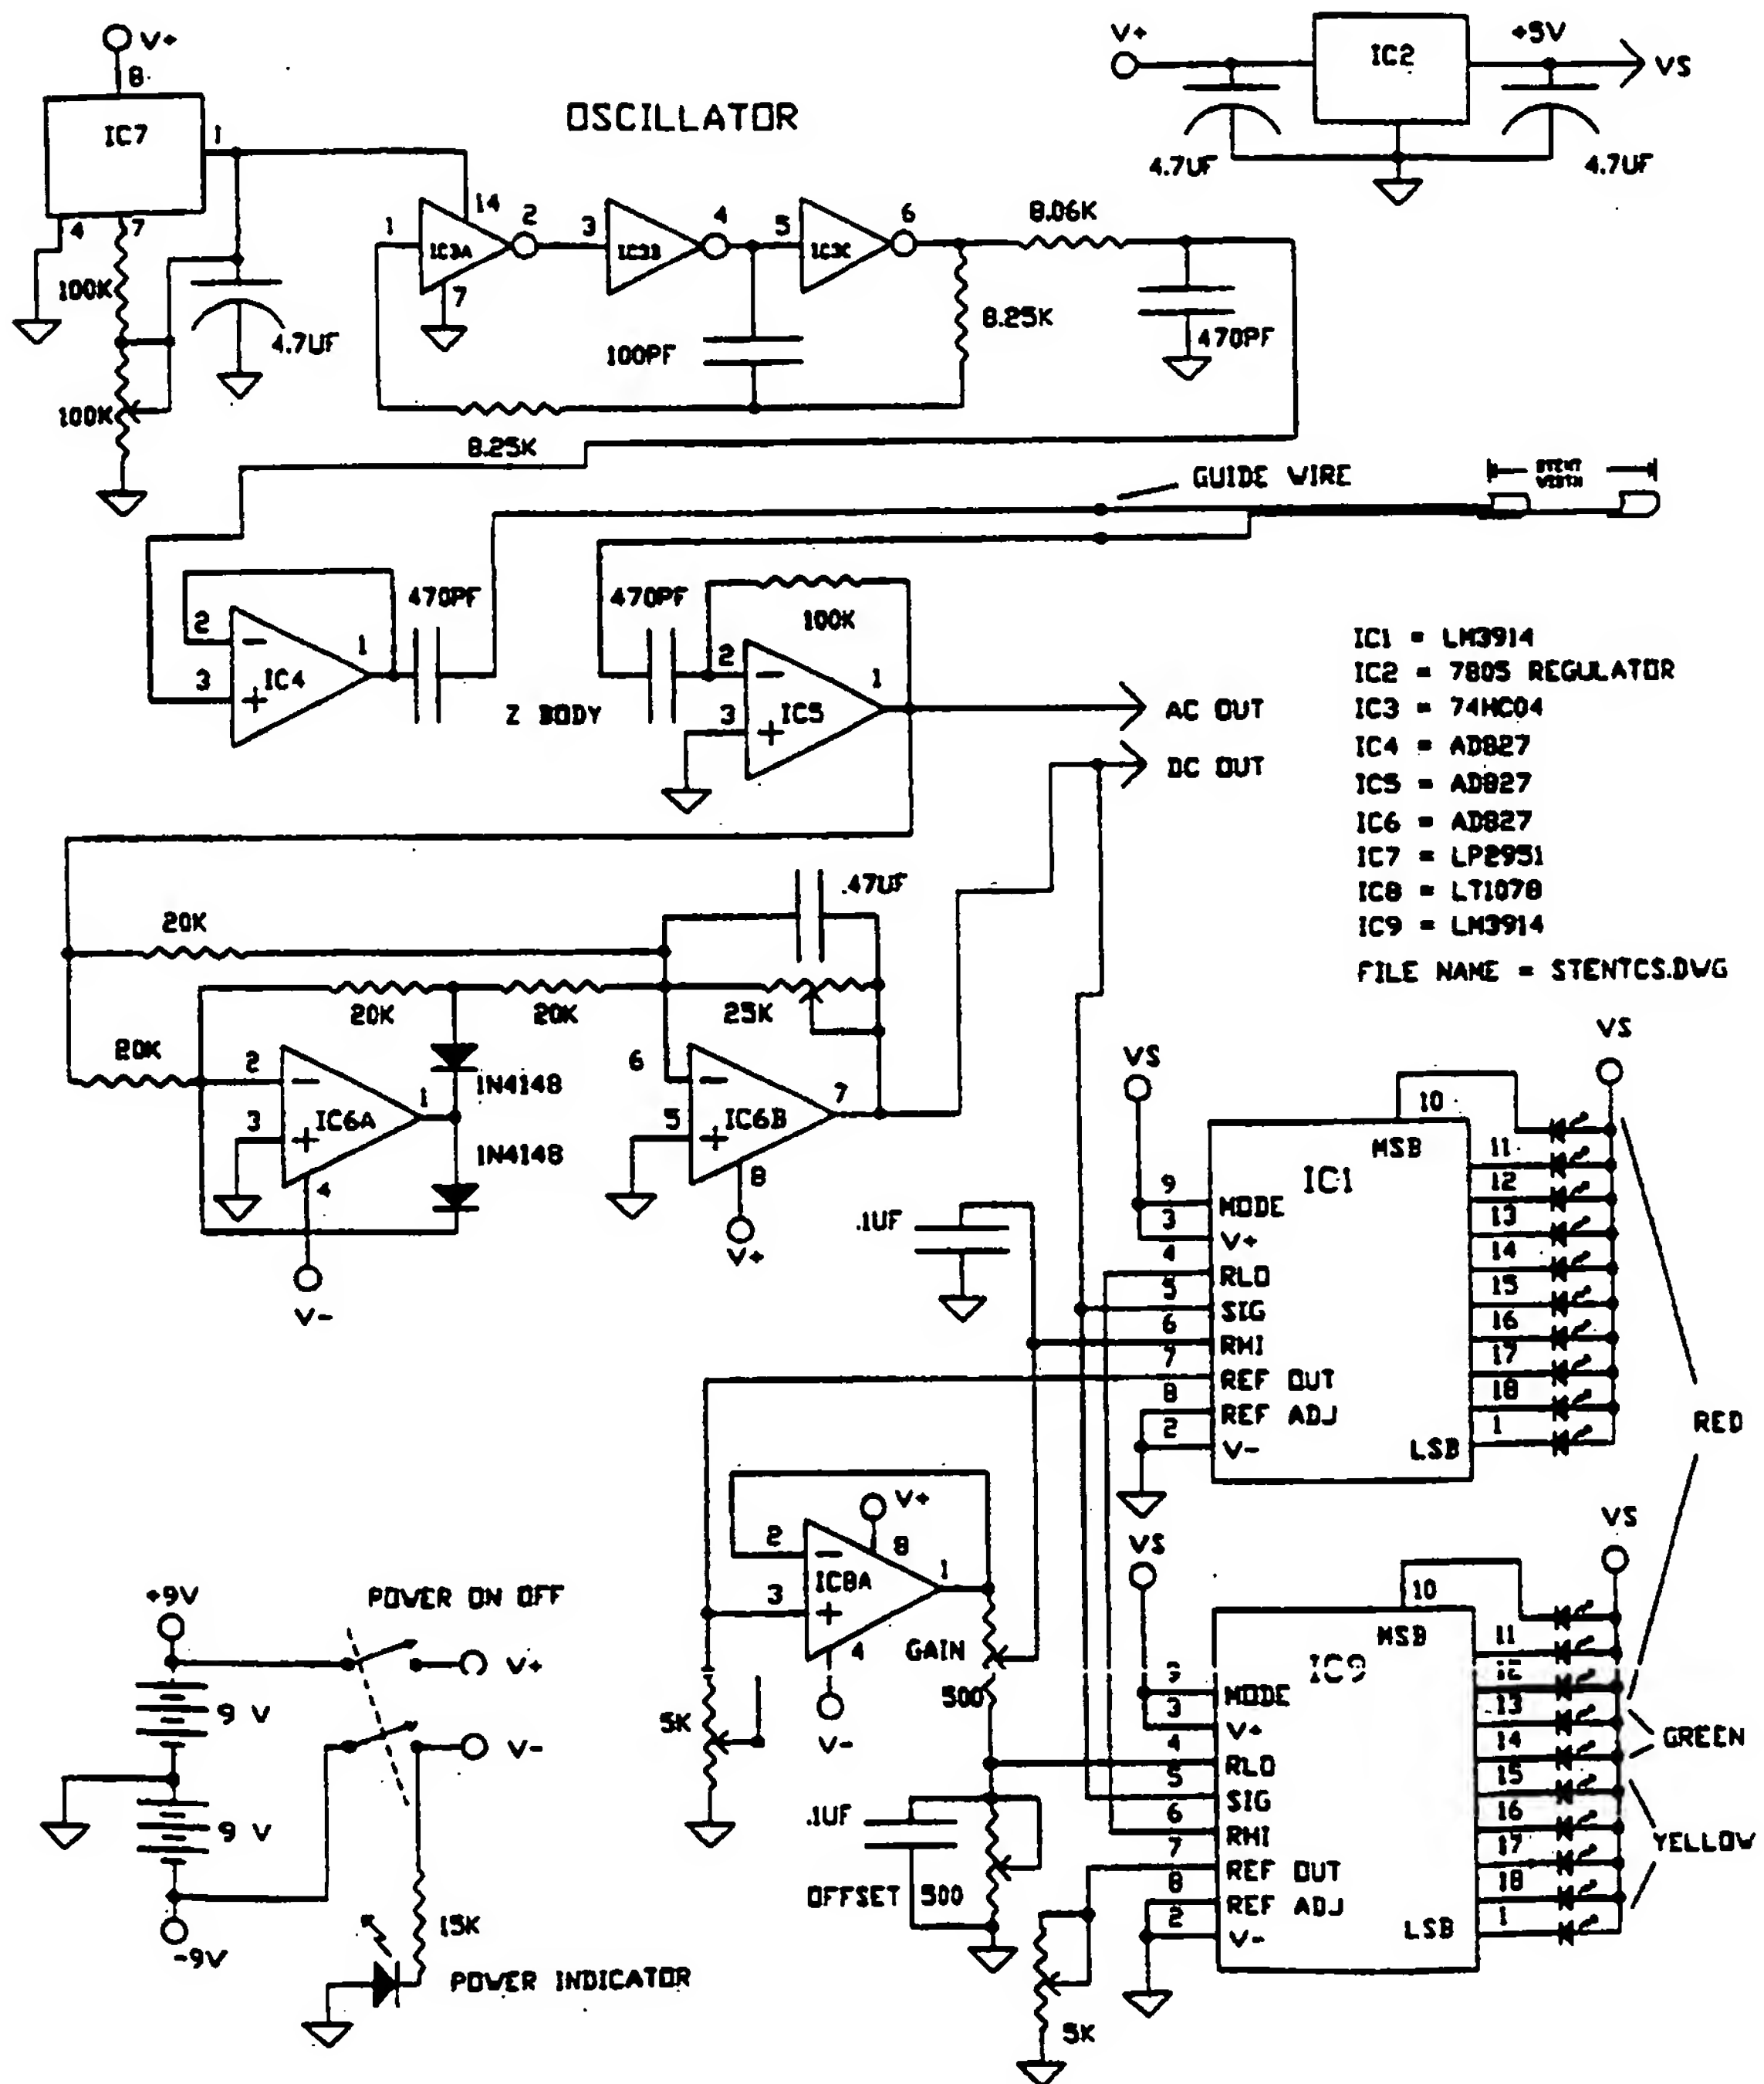 V+
8
IC7
1
4
7
100K
100K
4.7UF
OSCILLATOR
1
14
IC3A
2
7
3
IC3B
4
5
IC3C
6
8.06K
8.25K
100PF
470PF
8.25K
V+
IC2
+5V
VS
4.7UF
4.7UF
GUIDE WIRE
STENT
WIDTH
2
3
IC4
1
470PF
Z BODY
470PF
100K
2
3
IC5
1
AC OUT
DC OUT
IC1 = LM3914
IC2 = 7805 REGULATOR
IC3 = 74HC04
IC4 = AD827
IC5 = AD827
IC6 = AD827
IC7 = LP2951
IC8 = LT1078
IC9 = LM3914
FILE NAME = STENTCS.DWG
20K
.47UF
20K
20K
25K
20K
2
3
IC6A
1
4
V-
1N4148
1N4148
6
5
IC6B
7
8
V+
.1UF
VS
VS
10
MSB
IC1
9
MODE
3
V+
4
RLO
5
SIG
6
RHI
7
REF OUT
8
REF ADJ
2
V-
LSB
11
12
13
14
15
16
17
18
1
RED
2
3
IC8A
V+
8
1
4
V-
GAIN
500
5K
.1UF
OFFSET 500
5K
VS
VS
10
MSB
IC9
MODE
3
V+
4
RLO
5
SIG
6
RHI
7
REF OUT
8
REF ADJ
2
V-
LSB
11
12
13
14
15
16
17
18
1
GREEN
YELLOW
+9V
POWER ON OFF
V+
9 V
V-
9 V
-9V
15K
POWER INDICATOR